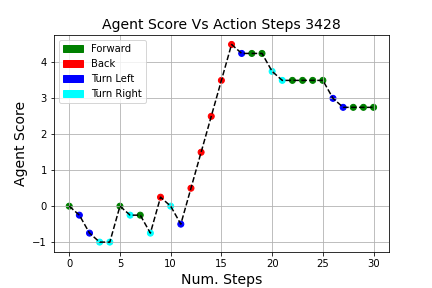 Agent Score Vs Action Steps 3428
Forward
Back
Turn Left
Turn Right
Agent Score
4
3
2
1
0
−1
0 5 10 15 20 25 30
Num. Steps